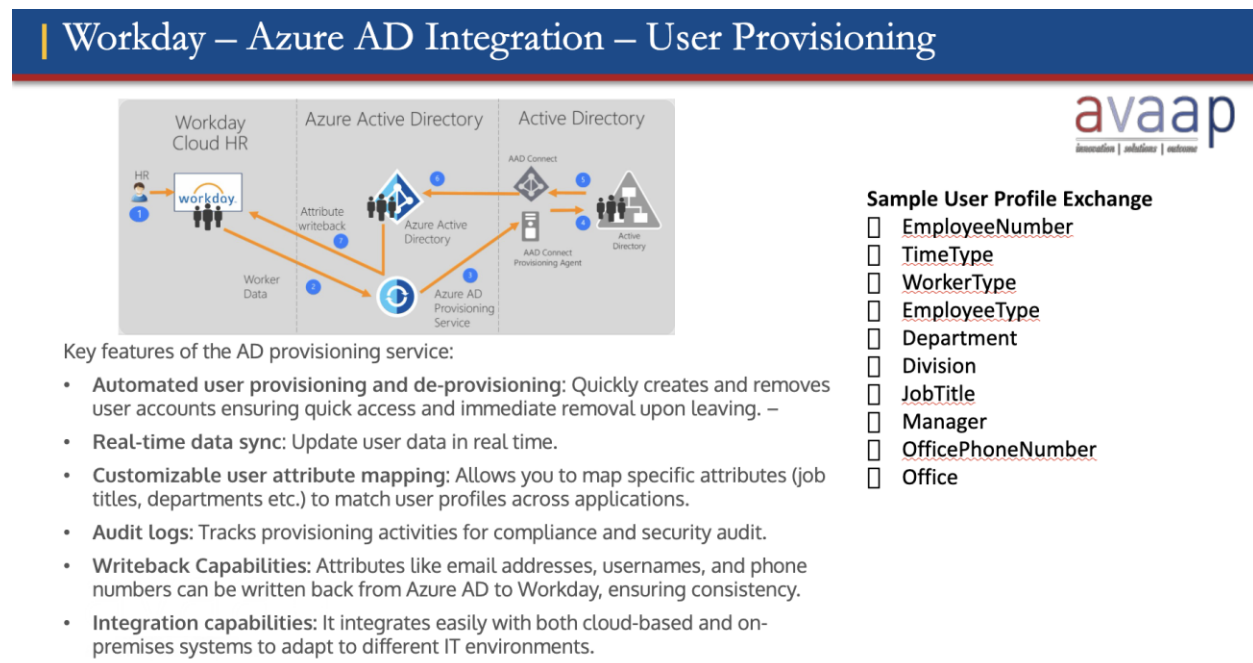 Workday – Azure AD Integration – User Provisioning
avaap
innovation | solutions | outcome
Workday
Cloud HR
Azure Active Directory
Active Directory
HR
1
workday.
Attribute
writeback
7
Worker
Data
2
6
Azure Active
Directory
Azure AD
Provisioning
Service
3
AAD Connect
5
4
AAD Connect
Provisioning Agent
Active
Directory
Key features of the AD provisioning service:
• Automated user provisioning and de-provisioning: Quickly creates and removes
user accounts ensuring quick access and immediate removal upon leaving. –
• Real-time data sync: Update user data in real time.
• Customizable user attribute mapping: Allows you to map specific attributes (job
titles, departments etc.) to match user profiles across applications.
• Audit logs: Tracks provisioning activities for compliance and security audit.
• Writeback Capabilities: Attributes like email addresses, usernames, and phone
numbers can be written back from Azure AD to Workday, ensuring consistency.
• Integration capabilities: It integrates easily with both cloud-based and on-
premises systems to adapt to different IT environments.
Sample User Profile Exchange
EmployeeNumber
TimeType
WorkerType
EmployeeType
Department
Division
JobTitle
Manager
OfficePhoneNumber
Office